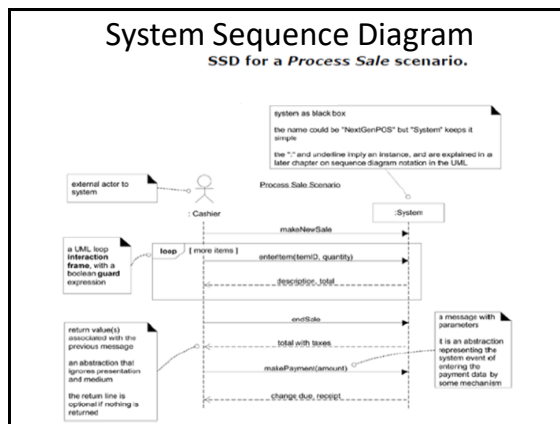 System Sequence Diagram
SSD for a Process Sale scenario.
system as black box
the name could be "NextGenPOS" but "System" keeps it
simple
the ":" and underline imply an instance, and are explained in a
later chapter on sequence diagram notation in the UML
external actor to
system
Process Sale Scenario
: Cashier
:System
makeNewSale
a UML loop
interaction
frame, with a
boolean guard
expression
loop
[ more items ]
enterItem(itemID, quantity)
description, total
endSale
return value(s)
associated with the
previous message
an abstraction that
ignores presentation
and medium
the return line is
optional if nothing is
returned
total with taxes
makePayment(amount)
change due, receipt
a message with
parameters
it is an abstraction
representing the
system event of
entering the
payment data by
some mechanism